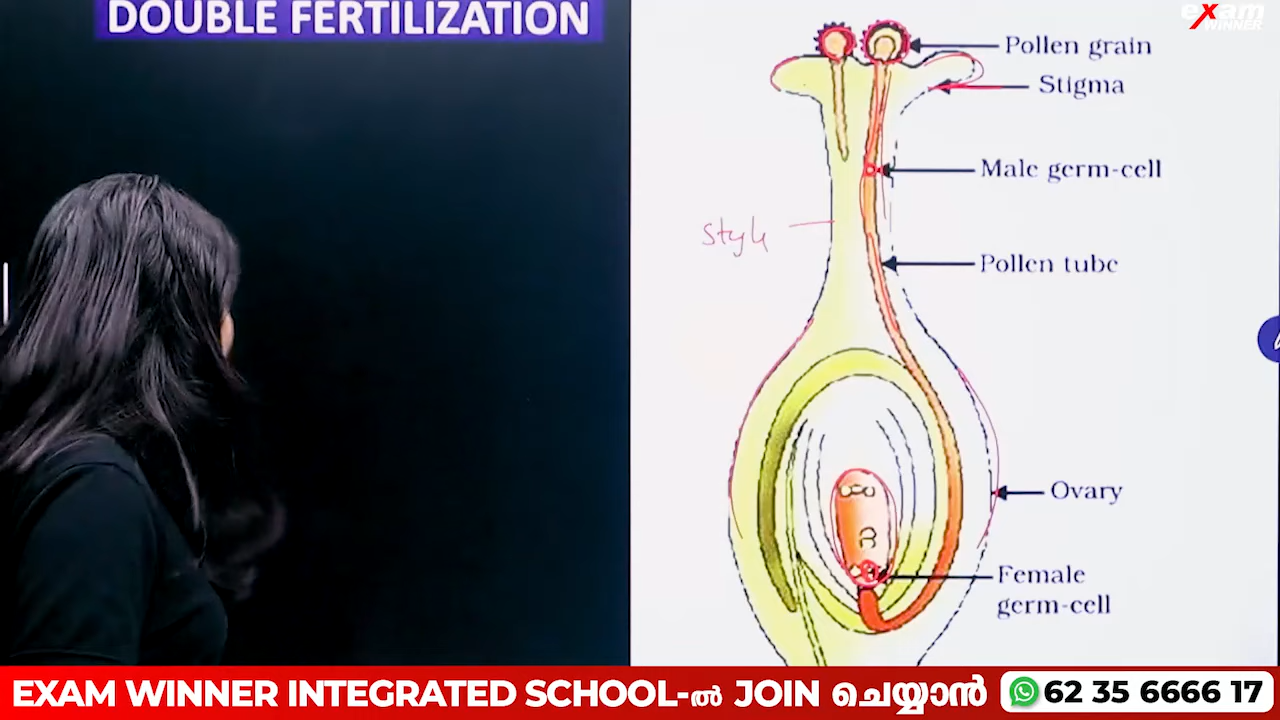 DOUBLE FERTILIZATION
exam
WINNER
Pollen grain
Stigma
Male germ-cell
Style
Pollen tube
Ovary
Female
germ-cell
EXAM WINNER INTEGRATED SCHOOL-ൽ JOIN ചെയ്യാൻ 62 35 6666 17